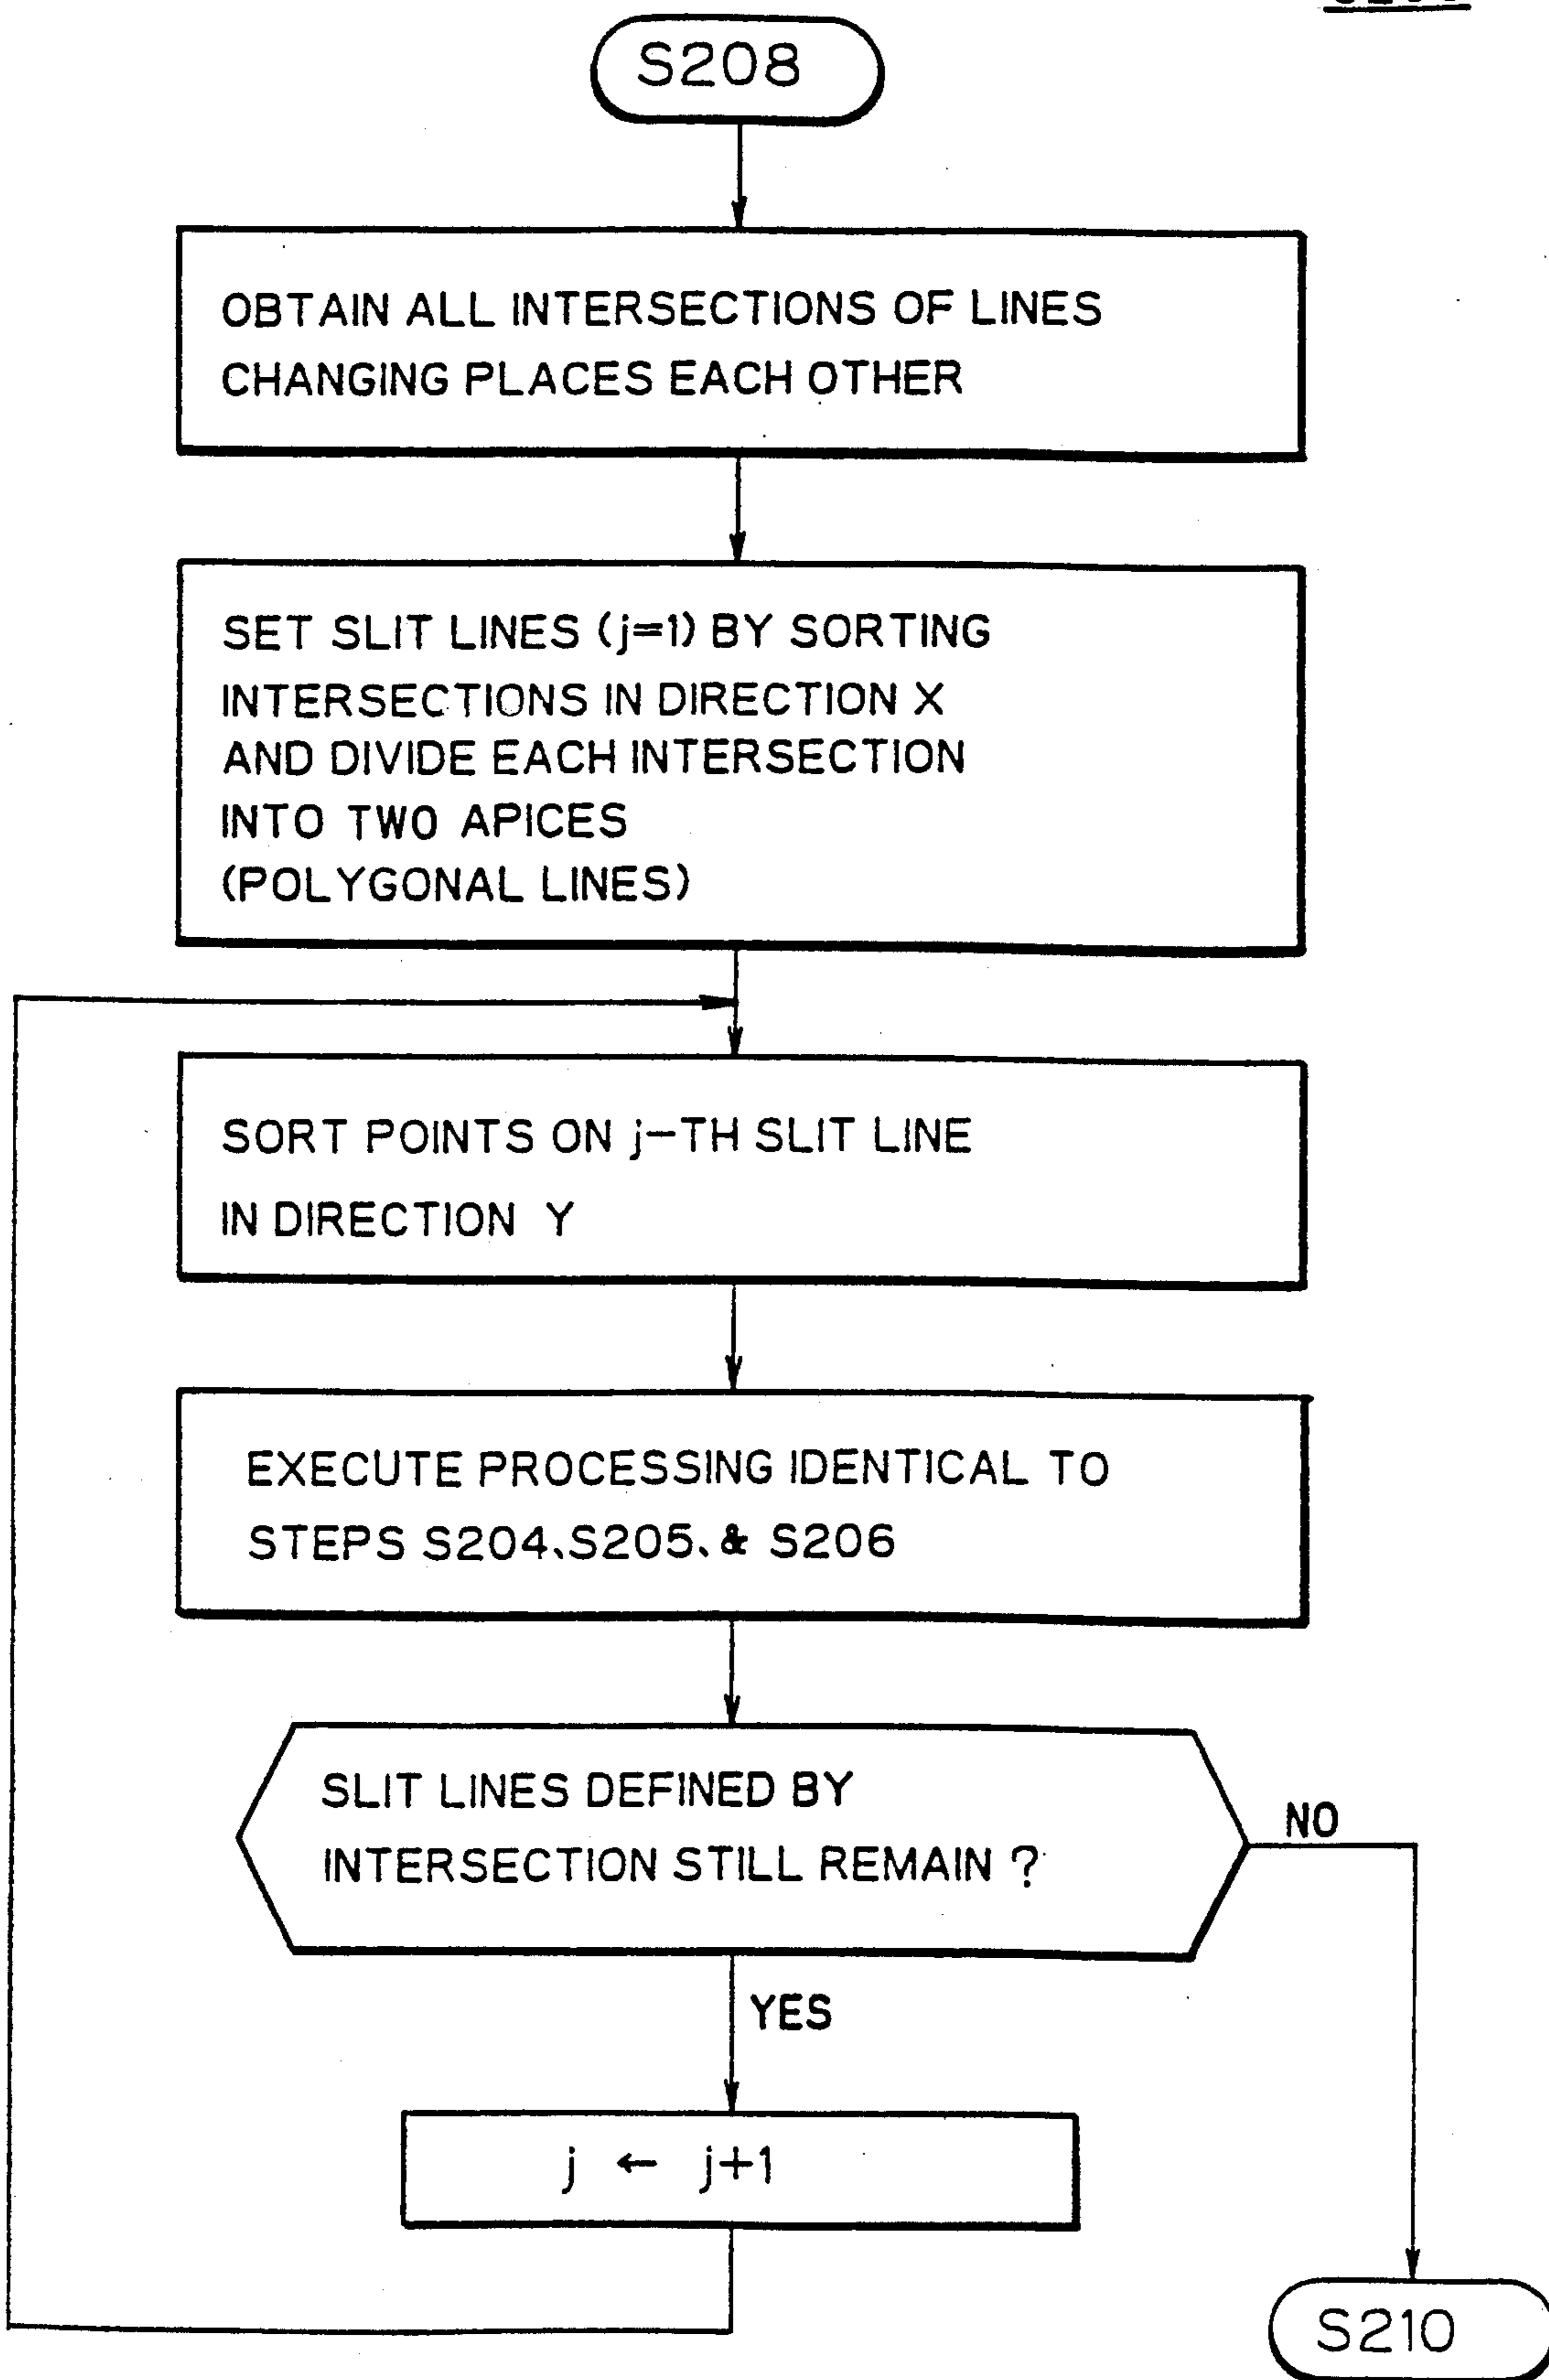 S208
OBTAIN ALL INTERSECTIONS OF LINES
CHANGING PLACES EACH OTHER
SET SLIT LINES (j=1) BY SORTING
INTERSECTIONS IN DIRECTION X
AND DIVIDE EACH INTERSECTION
INTO TWO APICES
(POLYGONAL LINES)
SORT POINTS ON j-TH SLIT LINE
IN DIRECTION Y
EXECUTE PROCESSING IDENTICAL TO
STEPS S204、S205、& S206
SLIT LINES DEFINED BY
INTERSECTION STILL REMAIN ?
NO
YES
j ← j+1
S210